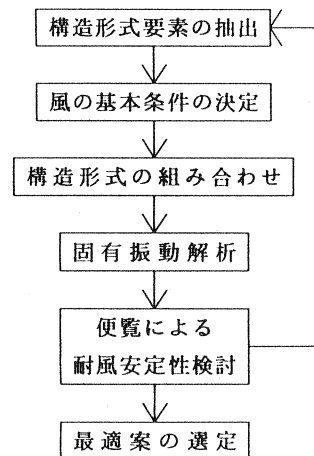 構造形式要素の抽出
風の基本条件の決定
構造形式の組み合わせ
固有振動解析
便覧による
耐風安定性検討
最適案の選定